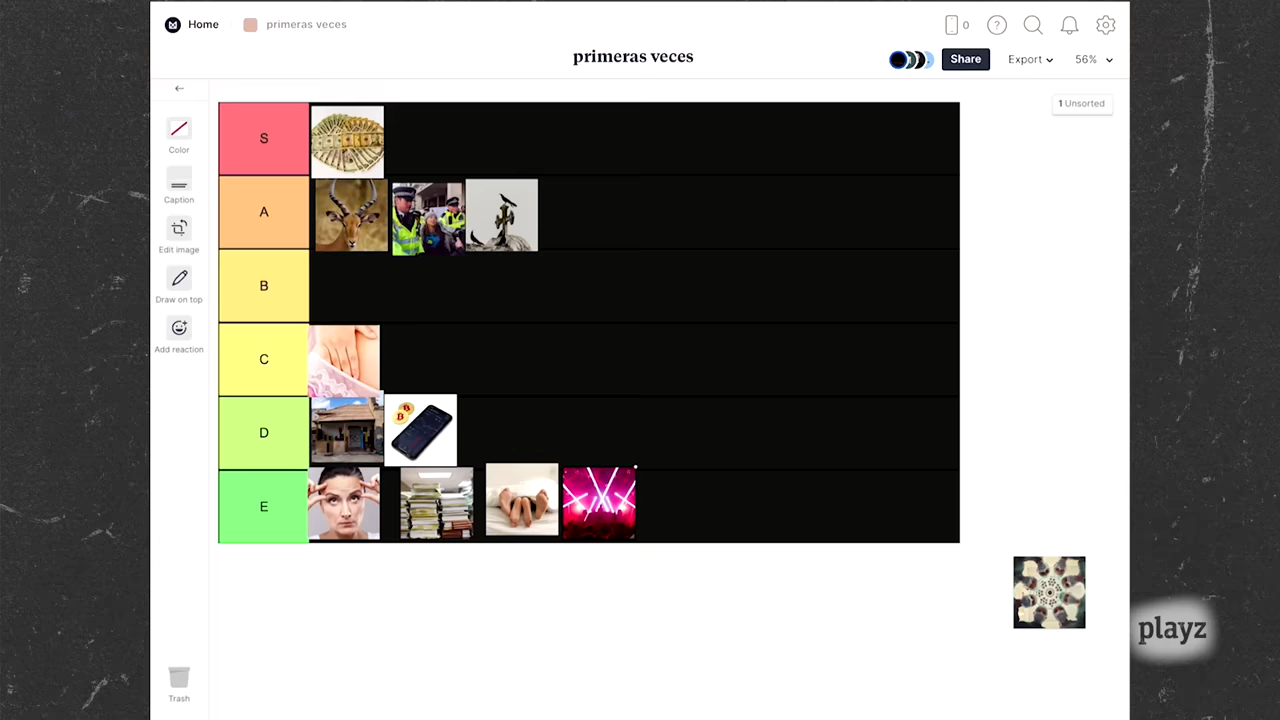 Home
primeras veces
0
?
primeras veces
Share
Export
56%
1 Unsorted
Color
Caption
Edit image
Draw on top
Add reaction
Trash
S
A
B
C
D
E
playz